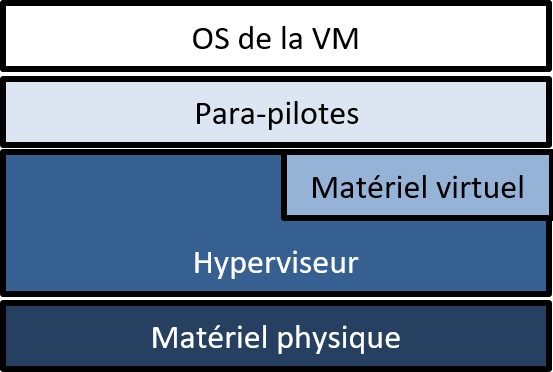 OS de la VM
Para-pilotes
Matériel virtuel
Hyperviseur
Matériel physique